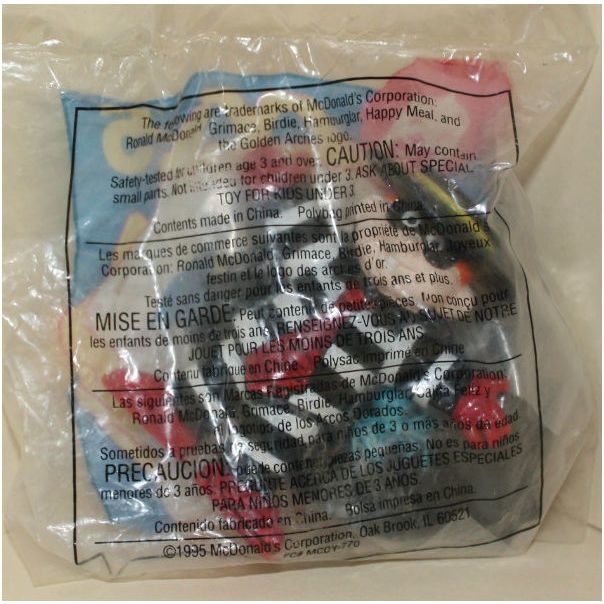 The following are trademarks of McDonald's Corporation:
Ronald McDonald, Grimace, Birdie, Hamburglar, Happy Meal, and
the Golden Arches logo.
Safety-tested for children age 3 and over. CAUTION: May contain
small parts. Not intended for children under 3. ASK ABOUT SPECIAL
TOY FOR KIDS UNDER 3.
Contents made in China. Polybag printed in China.
Les marques de commerce suivantes sont la propriété de McDonald's
Corporation: Ronald McDonald, Grimace, Birdie, Hamburglar, Joyeux
festin et le logo des arches d'or.
Testé sans danger pour les enfants de trois ans et plus.
MISE EN GARDE: Peut contenir de petites pièces. Non conçu pour
les enfants de moins de trois ans. RENSEIGNEZ-VOUS AU SUJET DE NOTRE
JOUET POUR LES MOINS DE TROIS ANS.
Contenu fabriqué en Chine. Polysac imprimé en Chine
Las siguientes son Marcas Registradas de McDonald's Corporation:
Ronald McDonald, Grimace, Birdie, Hamburglar, Cajita Feliz y
el logotipo de los Arcos Dorados.
Sometidos a pruebas de seguridad para niños de 3 o más años de edad.
PRECAUCION: puede contener piezas pequeñas. No es para niños
menores de 3 años. PREGUNTE ACERCA DE LOS JUGUETES ESPECIALES
PARA NIÑOS MENORES DE 3 AÑOS.
Contenido fabricado en China. Bolsa impresa en China.
©1995 McDonald's Corporation, Oak Brook, IL 60521
PC# MCDY-770